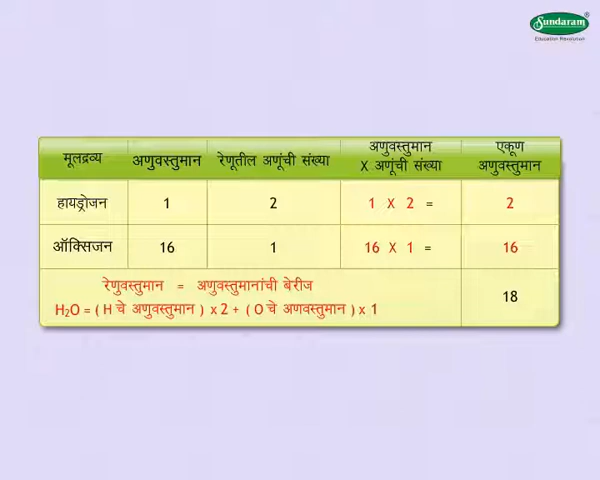 Sundaram®
Education Revolution
मूलद्रव्य अणुवस्तुमान रेणूतील अणूंची संख्या अणुवस्तुमान X अणूंची संख्या एकूण अणुवस्तुमान
हायड्रोजन 1 2 1 X 2 = 2
ऑक्सिजन 16 1 16 X 1 = 16
रेणुवस्तुमान = अणुवस्तुमानांची बेरीज
H₂O = ( H चे अणुवस्तुमान ) x 2 + ( O चे अणवस्तुमान ) x 1
18